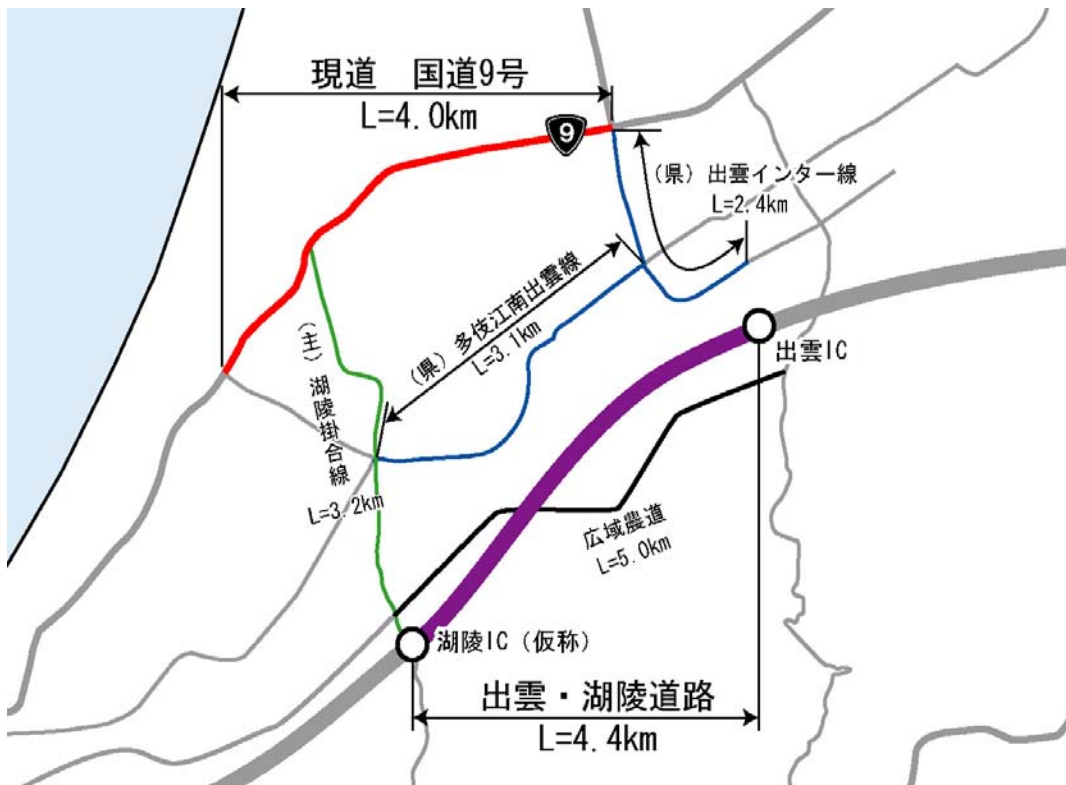 現道　国道9号
L=4.0km
9
(県) 出雲インター線
L=2.4km
(県) 多伎江南出雲線
L=3.1km
(主) 湖陵掛合線
L=3.2km
出雲IC
広域農道
L=5.0km
湖陵IC (仮称)
出雲・湖陵道路
L=4.4km